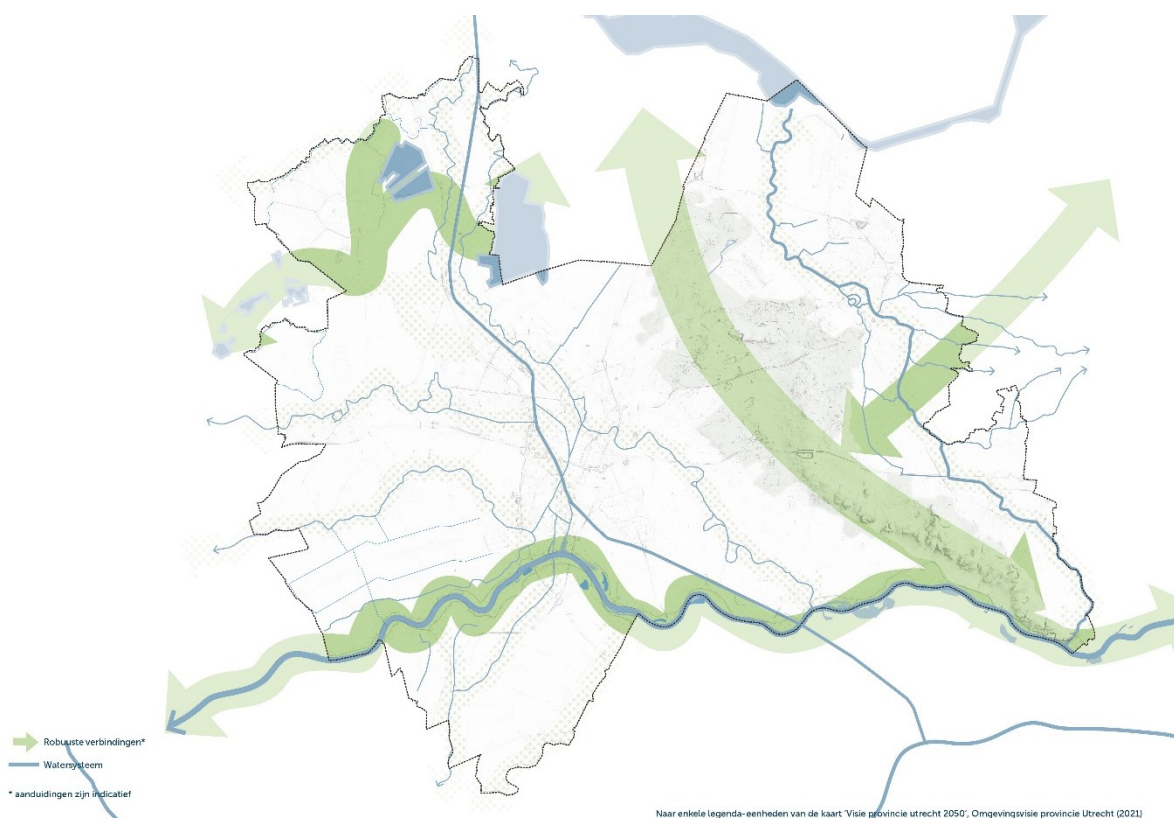 Robuuste verbindingen*
Watersysteem
* aanduidingen zijn indicatief
Naar enkele legenda-eenheden van de kaart 'Visie provincie utrecht 2050', Omgevingsvisie provincie Utrecht (2021)